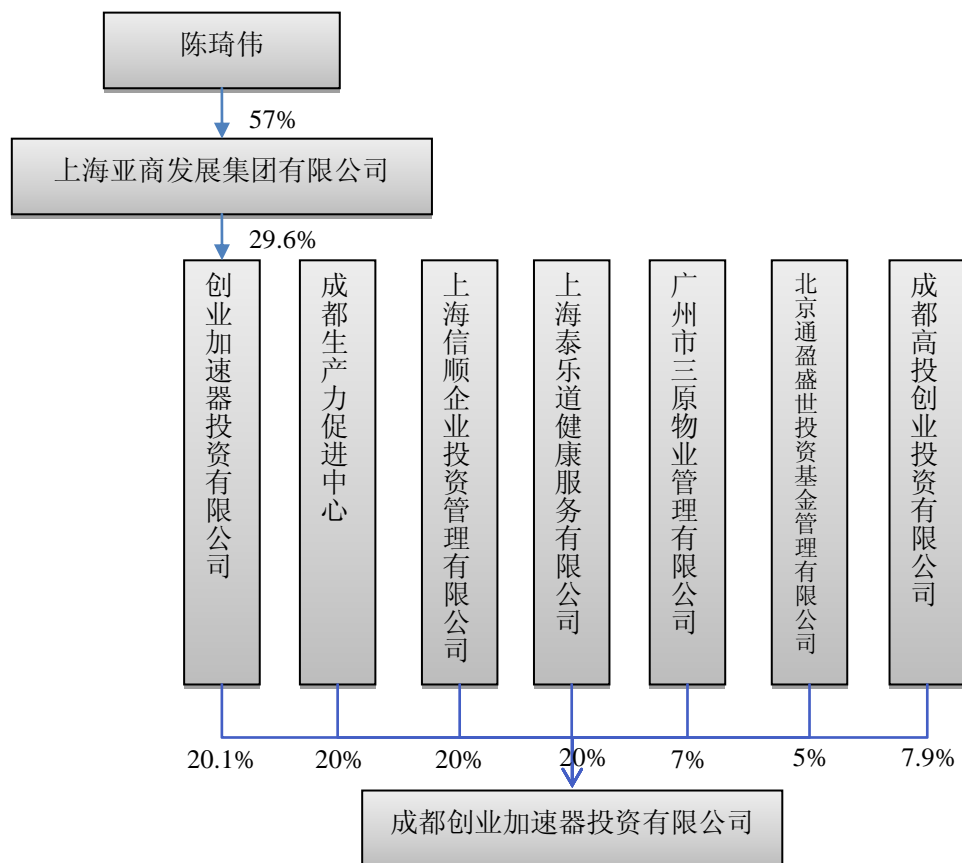 陈琦伟
57%
上海亚商发展集团有限公司
29.6%
创业加速器投资有限公司
成都生产力促进中心
上海信顺企业投资管理有限公司
上海泰乐道健康服务有限公司
广州市三原物业管理有限公司
北京通盈盛世投资基金管理有限公司
成都高投创业投资有限公司
20.1%
20%
20%
20%
7%
5%
7.9%
成都创业加速器投资有限公司